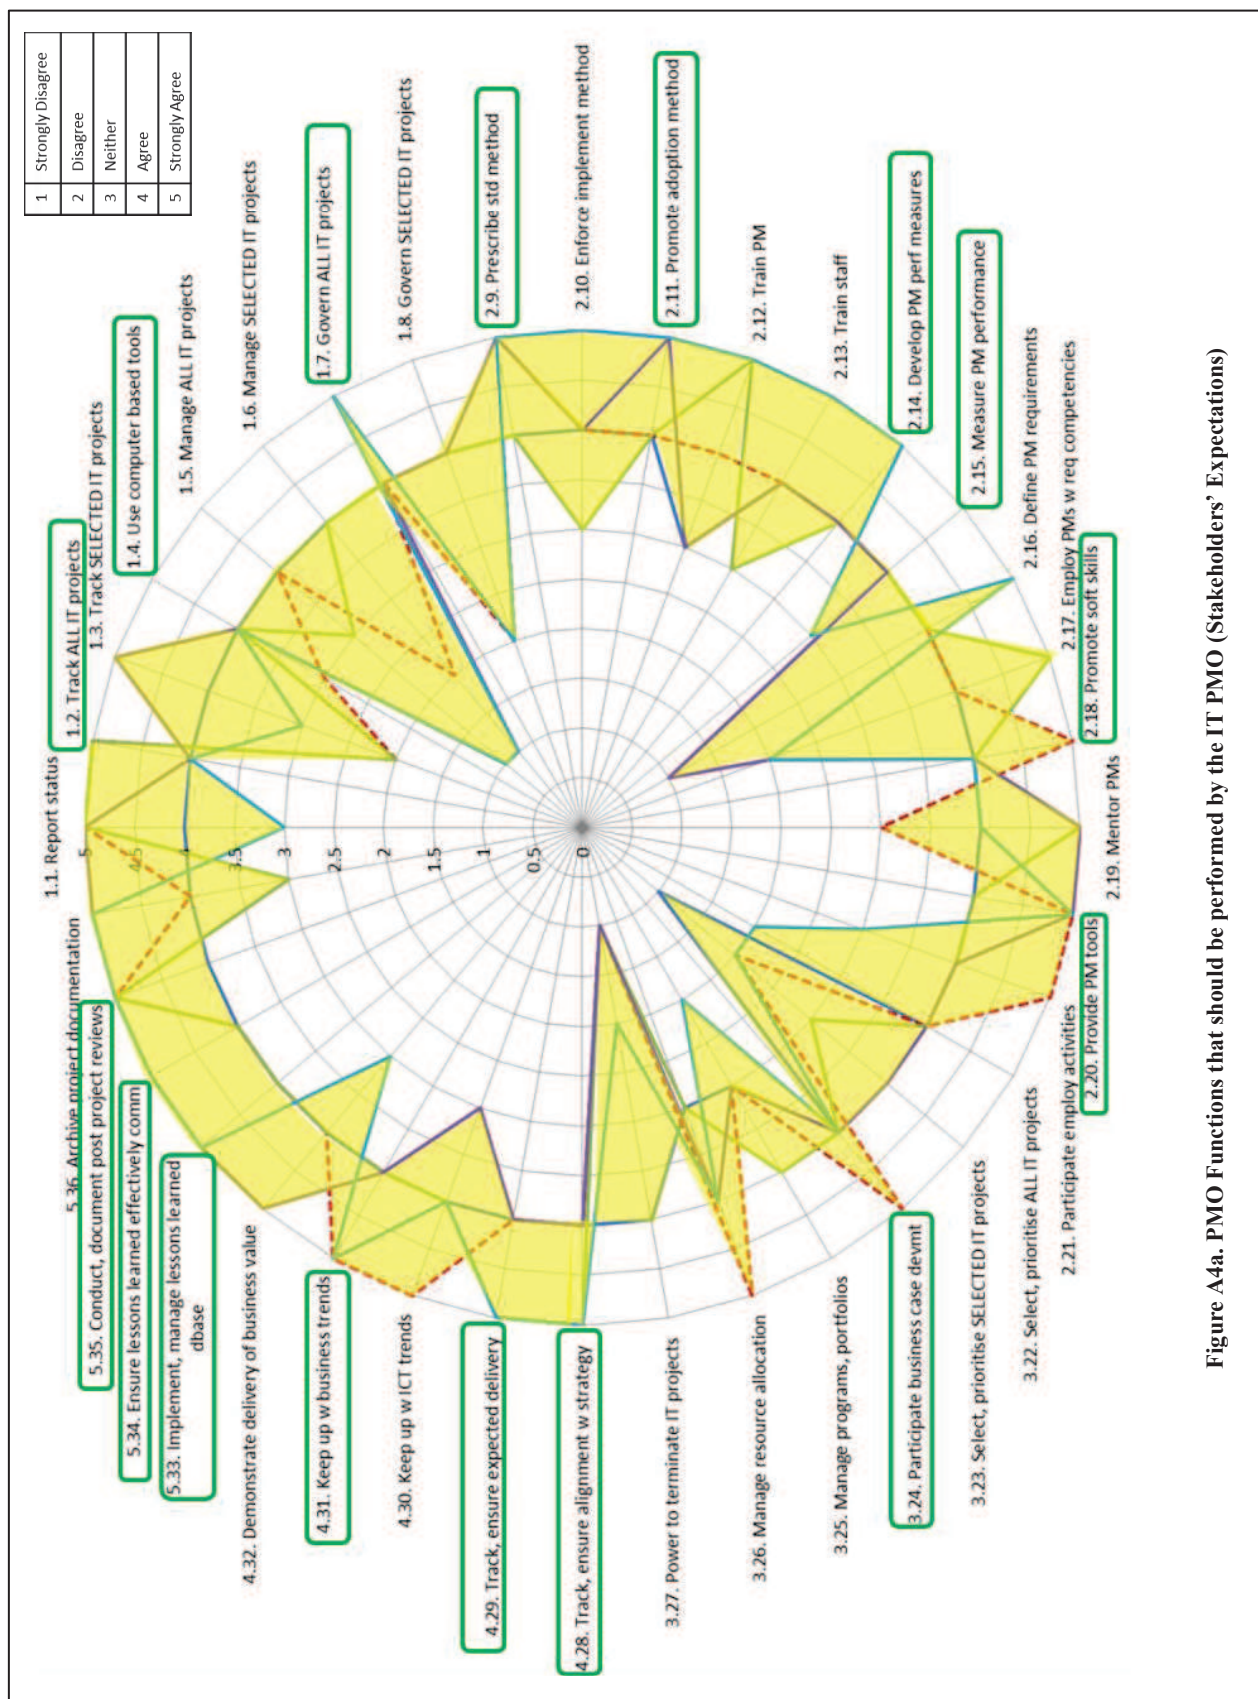 1 Strongly Disagree
2 Disagree
3 Neither
4 Agree
5 Strongly Agree
1.1. Report status
1.2. Track ALL IT projects
1.3. Track SELECTED IT projects
1.4. Use computer based tools
1.5. Manage ALL IT projects
1.6. Manage SELECTED IT projects
1.7. Govern ALL IT projects
1.8. Govern SELECTED IT projects
2.9. Prescribe std method
2.10. Enforce implement method
2.11. Promote adoption method
2.12. Train PM
2.13. Train staff
2.14. Develop PM perf measures
2.15. Measure PM performance
2.16. Define PM requirements
2.17. Employ PMs w req competencies
2.18. Promote soft skills
2.19. Mentor PMs
2.20. Provide PM tools
2.21. Participate employ activities
3.22. Select, prioritise ALL IT projects
3.23. Select, prioritise SELECTED IT projects
3.24. Participate business case devmt
3.25. Manage programs, portfolios
3.26. Manage resource allocation
3.27. Power to terminate IT projects
4.28. Track, ensure alignment w strategy
4.29. Track, ensure expected delivery
4.30. Keep up w ICT trends
4.31. Keep up w business trends
4.32. Demonstrate delivery of business value
5.33. Implement, manage lessons learned
dbase
5.34. Ensure lessons learned effectively comm
5.35. Conduct, document post project reviews
5.36. Archive project documentation
5
4.5
4
3.5
3
2.5
2
1.5
1
0.5
0
Figure A4a. PMO Functions that should be performed by the IT PMO (Stakeholders' Expectations)